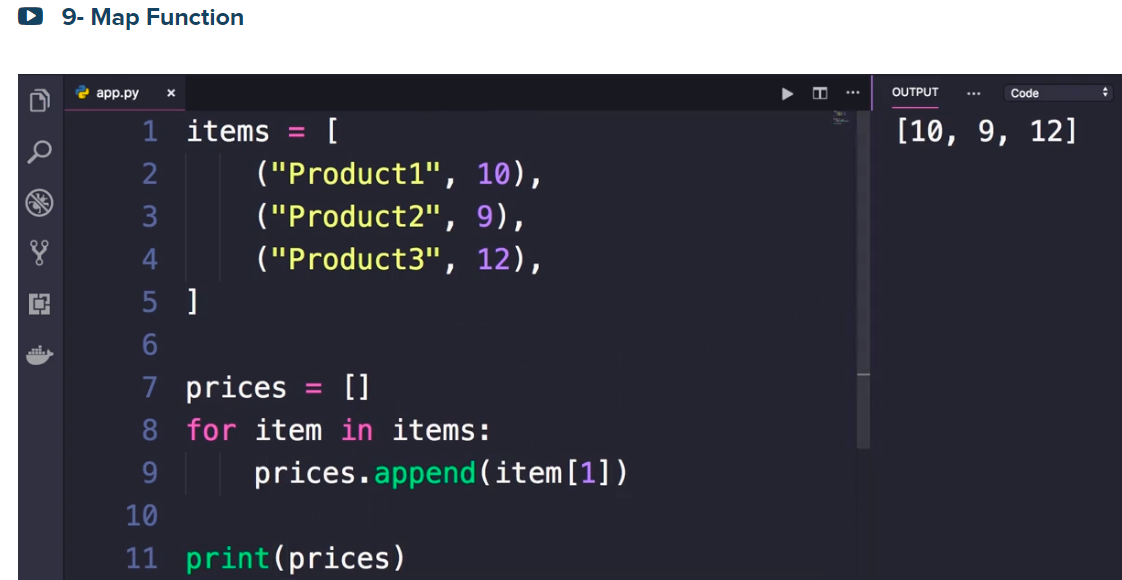 9- Map Function
app.py ×
OUTPUT ... Code
[10, 9, 12]
1 items = [
2     ("Product1", 10),
3     ("Product2", 9),
4     ("Product3", 12),
5 ]
6
7 prices = []
8 for item in items:
9     prices.append(item[1])
10
11 print(prices)